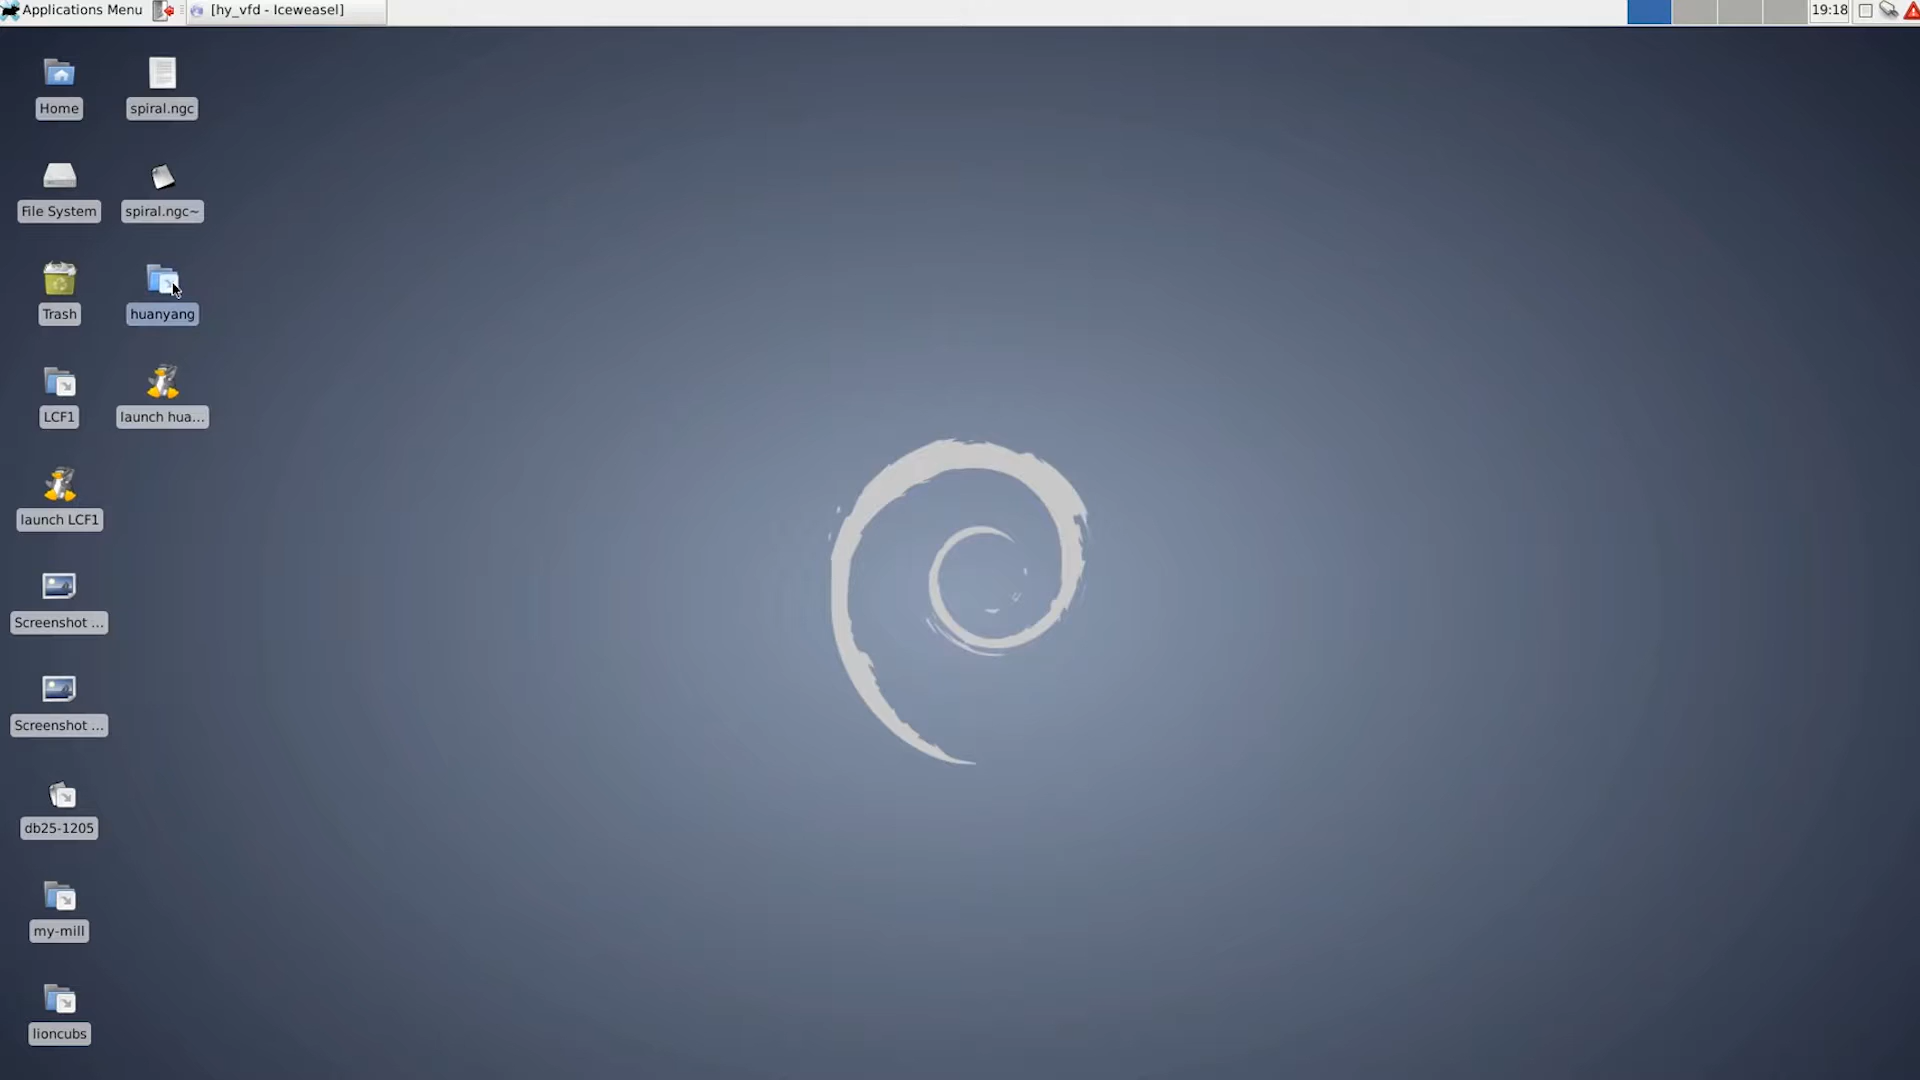 Applications Menu
[hy_vfd - Iceweasel]
19:18
Home
spiral.ngc
File System
spiral.ngc~
Trash
huanyang
LCF1
launch hua...
launch LCF1
Screenshot ...
Screenshot ...
db25-1205
my-mill
lioncubs